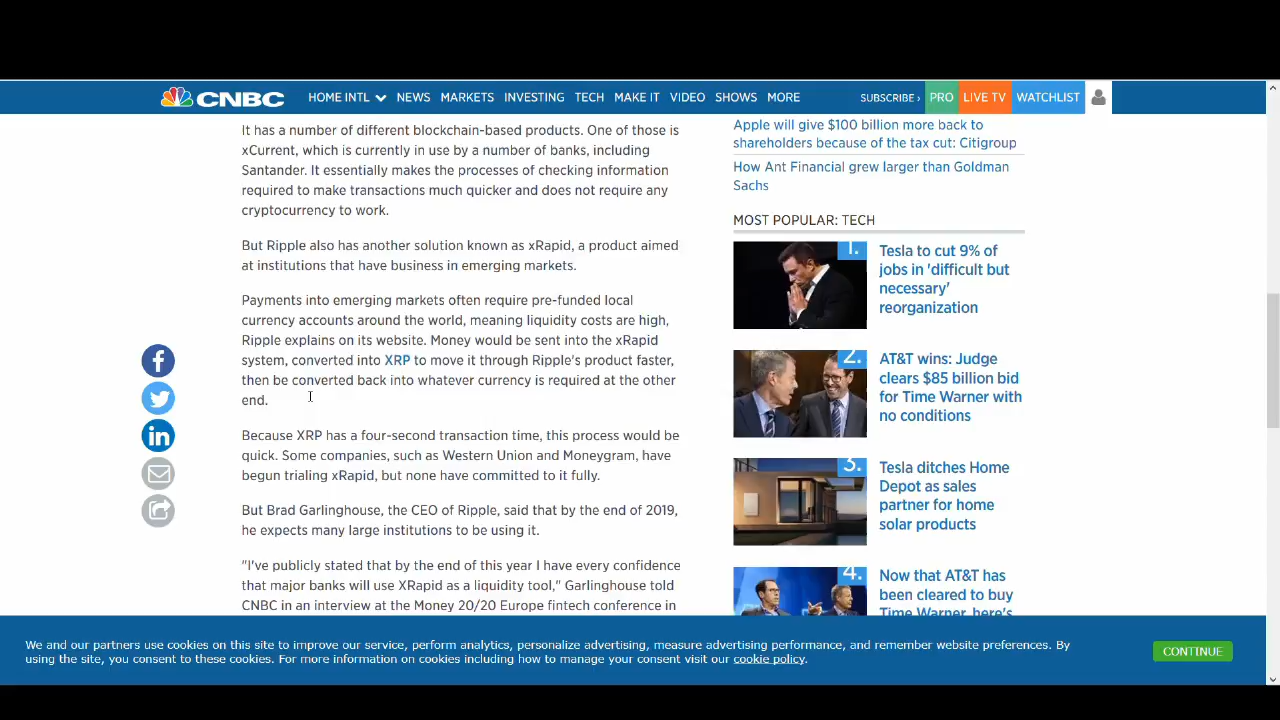 CNBC
HOME INTL
NEWS
MARKETS
INVESTING
TECH
MAKE IT
VIDEO
SHOWS
MORE
SUBSCRIBE ›
PRO
LIVE TV
WATCHLIST
It has a number of different blockchain-based products. One of those is
xCurrent, which is currently in use by a number of banks, including
Santander. It essentially makes the processes of checking information
required to make transactions much quicker and does not require any
cryptocurrency to work.
But Ripple also has another solution known as xRapid, a product aimed
at institutions that have business in emerging markets.
Payments into emerging markets often require pre-funded local
currency accounts around the world, meaning liquidity costs are high,
Ripple explains on its website. Money would be sent into the xRapid
system, converted into XRP to move it through Ripple's product faster,
then be converted back into whatever currency is required at the other
end.
Because XRP has a four-second transaction time, this process would be
quick. Some companies, such as Western Union and Moneygram, have
begun trialing xRapid, but none have committed to it fully.
But Brad Garlinghouse, the CEO of Ripple, said that by the end of 2019,
he expects many large institutions to be using it.
"I've publicly stated that by the end of this year I have every confidence
that major banks will use XRapid as a liquidity tool," Garlinghouse told
CNBC in an interview at the Money 20/20 Europe fintech conference in
Apple will give $100 billion more back to
shareholders because of the tax cut: Citigroup
How Ant Financial grew larger than Goldman
Sachs
MOST POPULAR: TECH
1.
Tesla to cut 9% of
jobs in 'difficult but
necessary'
reorganization
2.
AT&T wins: Judge
clears $85 billion bid
for Time Warner with
no conditions
3.
Tesla ditches Home
Depot as sales
partner for home
solar products
4.
Now that AT&T has
been cleared to buy
Time Warner, here's
We and our partners use cookies on this site to improve our service, perform analytics, personalize advertising, measure advertising performance, and remember website preferences. By
using the site, you consent to these cookies. For more information on cookies including how to manage your consent visit our cookie policy.
CONTINUE